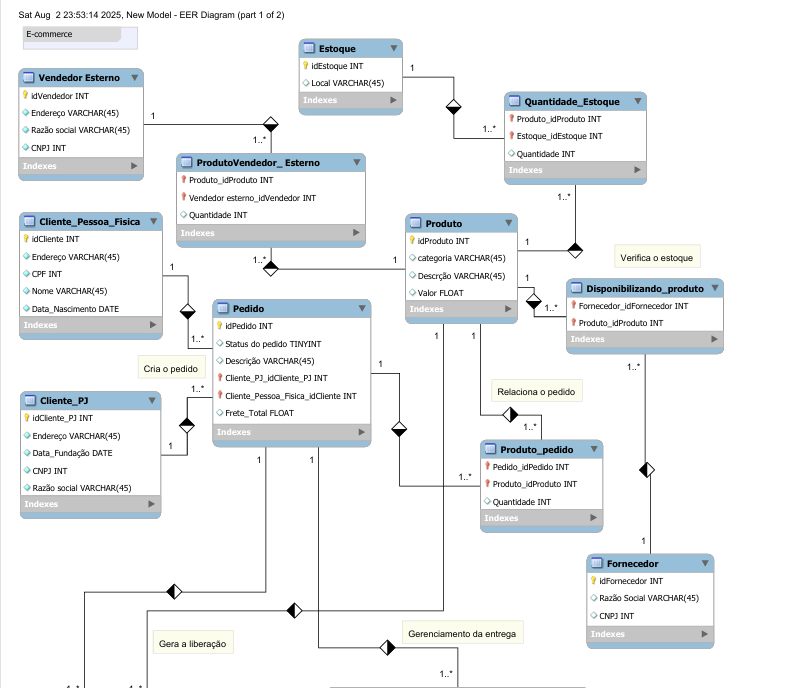 Sat Aug 2 23:53:14 2025, New Model - EER Diagram (part 1 of 2)
E-commerce
Estoque
idEstoque INT
Local VARCHAR(45)
Indexes
1
1..*
Quantidade_Estoque
Produto_idProduto INT
Estoque_idEstoque INT
Quantidade INT
Indexes
1..*
Vendedor Esterno
idVendedor INT
Endereço VARCHAR(45)
Razão social VARCHAR(45)
CNPJ INT
Indexes
1
1..*
ProdutoVendedor_ Esterno
Produto_idProduto INT
Vendedor esterno_idVendedor INT
Quantidade INT
Indexes
1..*
1
Cliente_Pessoa_Fisica
idCliente INT
Endereço VARCHAR(45)
CPF INT
Nome VARCHAR(45)
Data_Nascimento DATE
Indexes
1
1..*
Produto
idProduto INT
categoria VARCHAR(45)
Descrção VARCHAR(45)
Valor FLOAT
Indexes
1
1
1..*
1
1
Verifica o estoque
Disponibilizando_produto
Fornecedor_idFornecedor INT
Produto_idProduto INT
Indexes
1..*
1
Pedido
idPedido INT
Status do pedido TINYINT
Descrição VARCHAR(45)
Cliente_PJ_idCliente_PJ INT
Cliente_Pessoa_Fisica_idCliente INT
Frete_Total FLOAT
Indexes
1
1..*
1
1
Cria o pedido
1..*
1
Cliente_PJ
idCliente_PJ INT
Endereço VARCHAR(45)
Data_Fundação DATE
CNPJ INT
Razão social VARCHAR(45)
Indexes
Relaciona o pedido
1..*
Produto_pedido
Pedido_idPedido INT
Produto_idProduto INT
Quantidade INT
Indexes
Fornecedor
idFornecedor INT
Razão Social VARCHAR(45)
CNPJ INT
Indexes
Gera a liberação
Gerenciamento da entrega
1..*
1..*
1..*